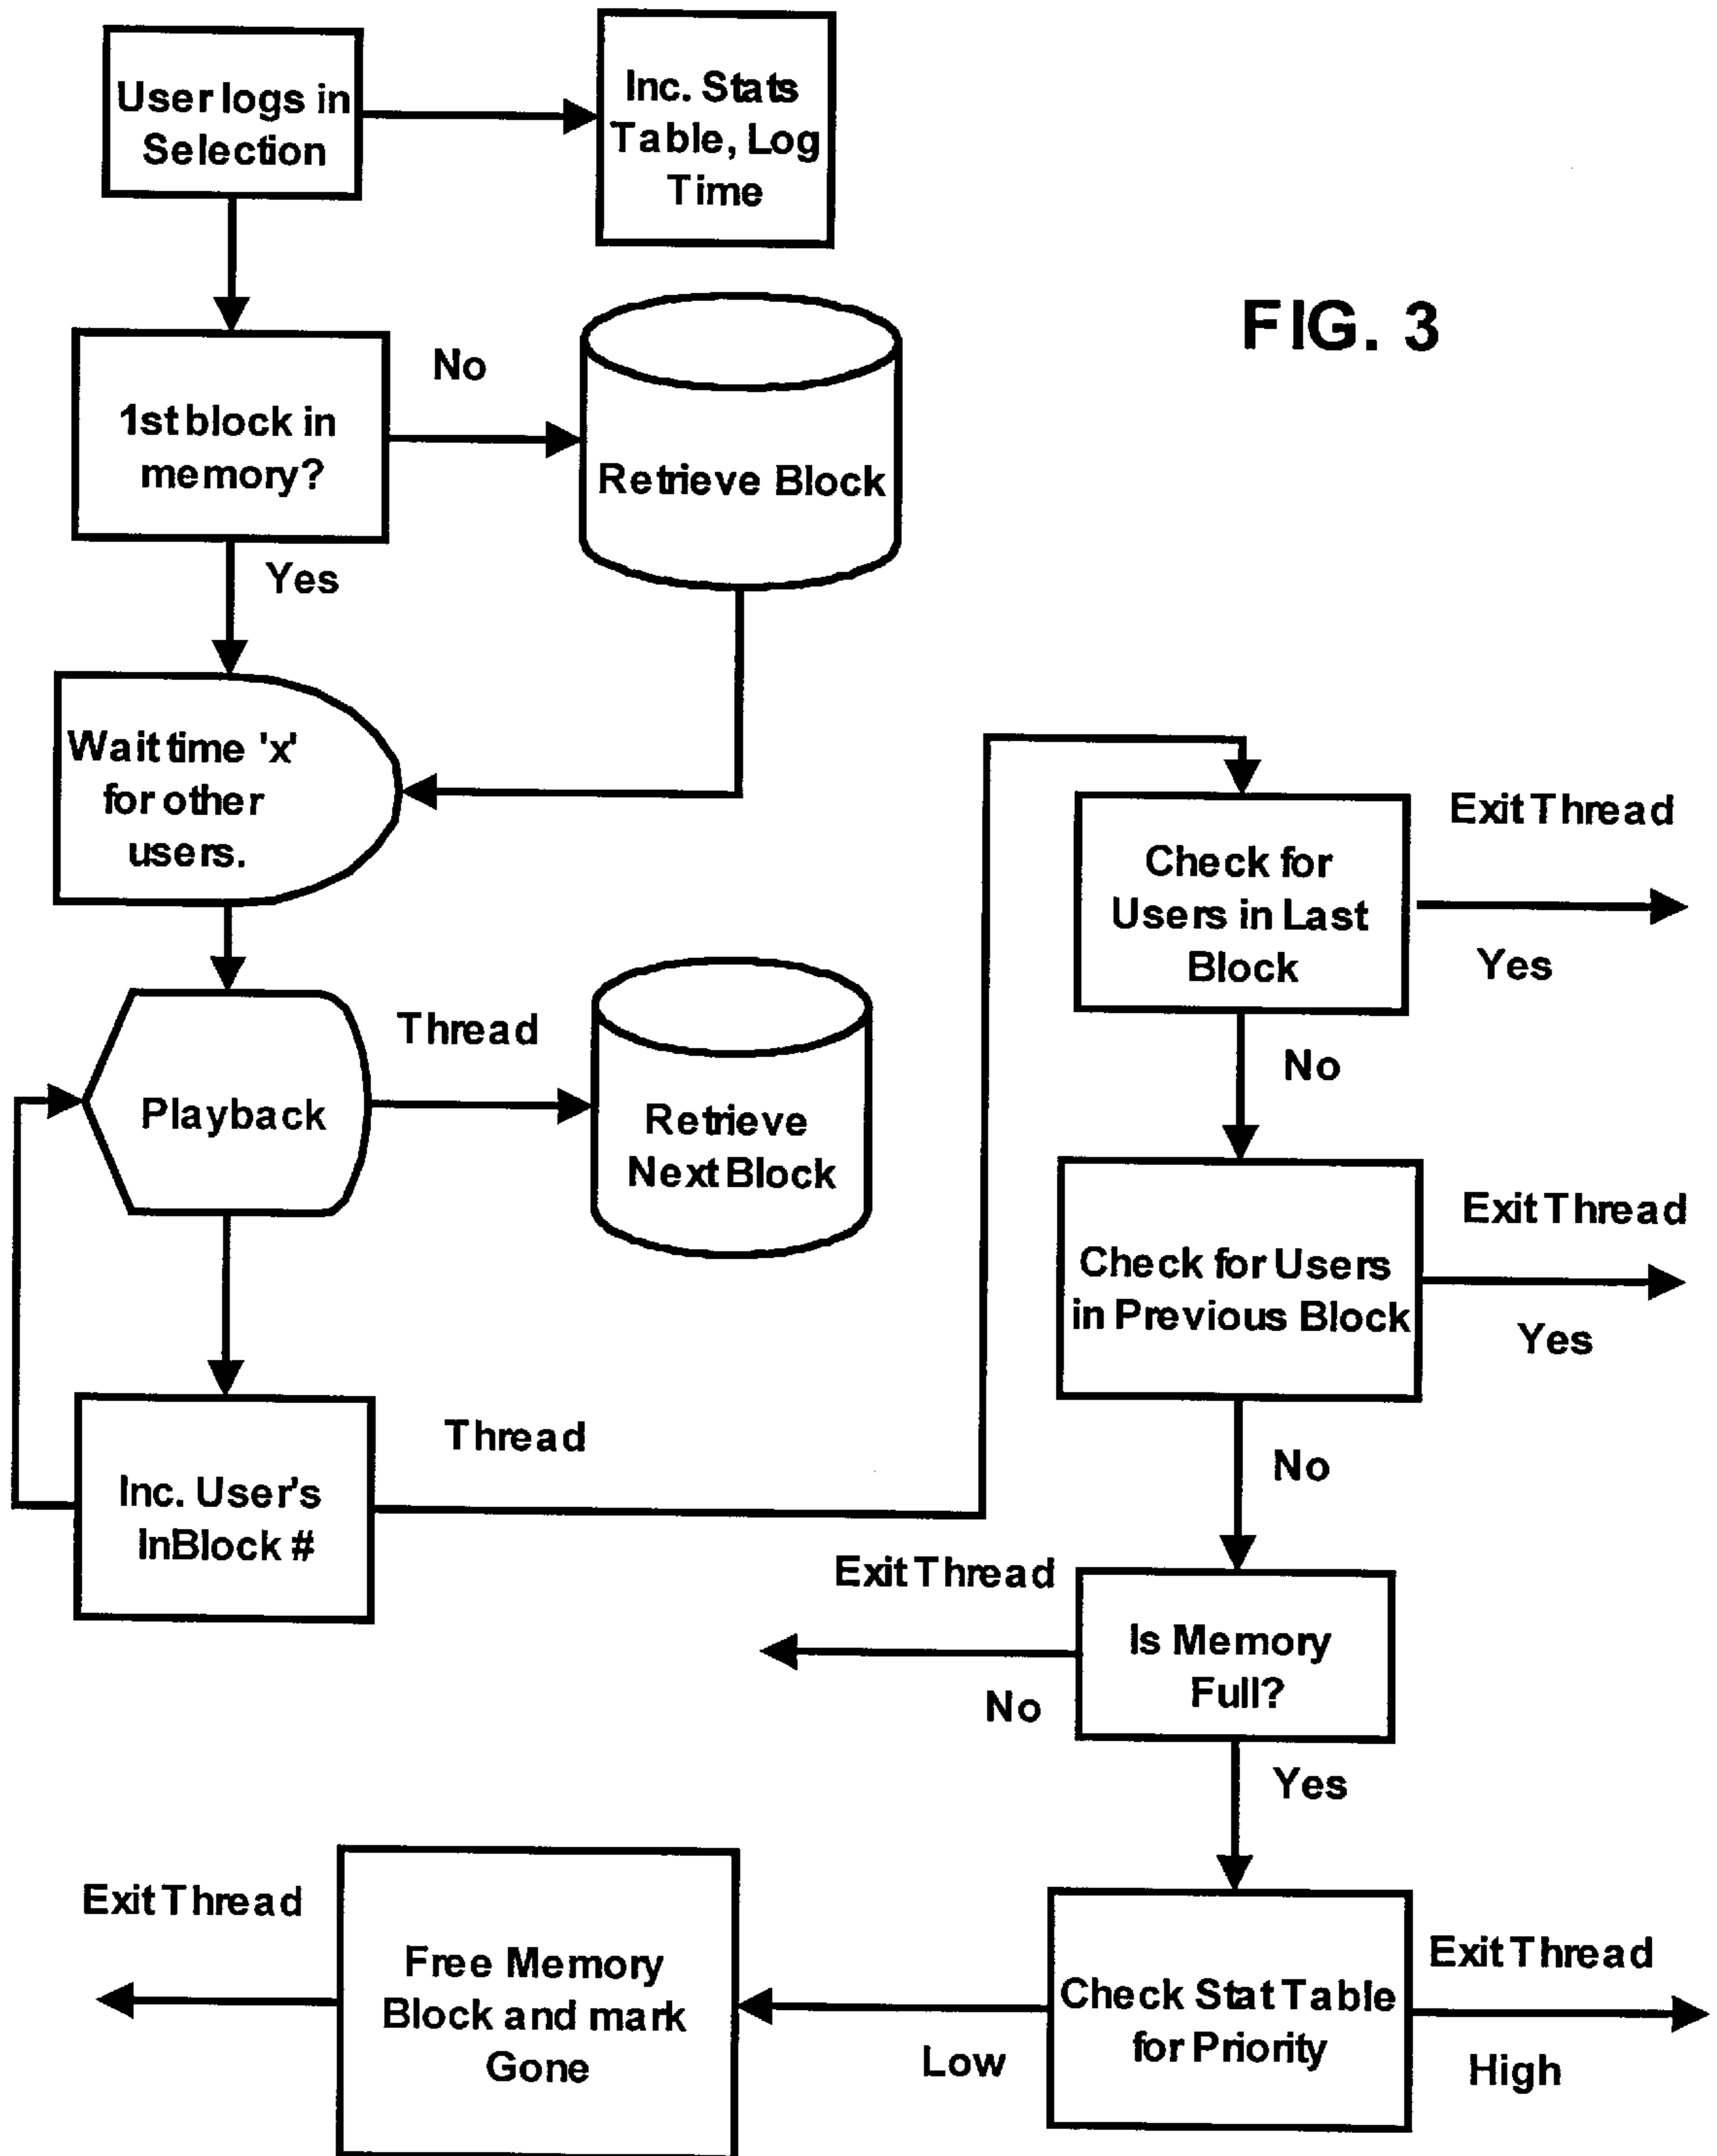 User logs in
Selection
Inc. Stats
Table, Log
Time
FIG. 3
1st block in
memory?
No
Retrieve Block
Yes
Wait time 'x'
for other
users.
Playback
Thread
Retrieve
Next Block
Inc. User's
InBlock #
Thread
Check for
Users in Last
Block
Exit Thread
Yes
No
Check for Users
in Previous Block
Exit Thread
Yes
No
Is Memory
Full?
Exit Thread
No
Yes
Check Stat Table
for Priority
Exit Thread
High
Low
Free Memory
Block and mark
Gone
Exit Thread